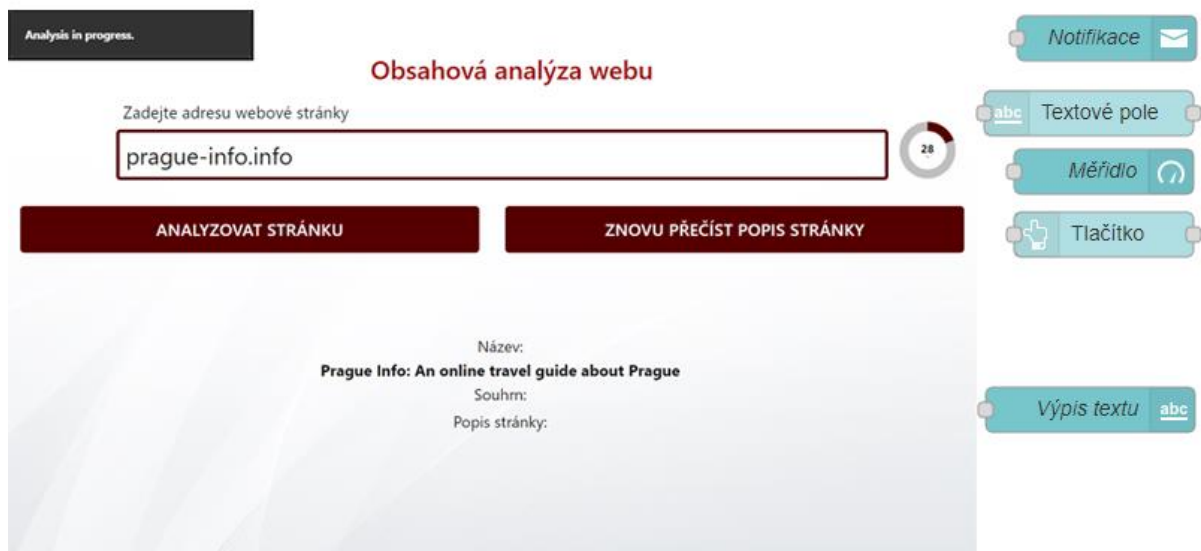 Analysis in progress.
Notifikace
Obsahová analýza webu
Zadejte adresu webové stránky
abc Textové pole
prague-info.info
28
Měřidlo
ANALYZOVAT STRÁNKU
ZNOVU PŘEČÍST POPIS STRÁNKY
Tlačítko
Název:
Prague Info: An online travel guide about Prague
Souhrn:
Popis stránky:
Výpis textu abc